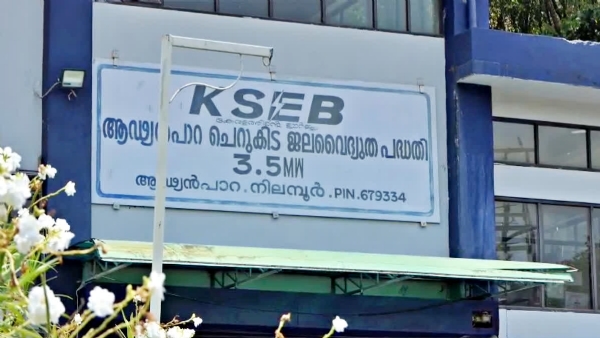 KSEB
ആഢ്യൻപാറ ചെറുകിട ജലവൈദ്യുത പദ്ധതി
3.5MW
ആഢ്യൻപാറ . നിലമ്പൂർ . PIN. 679334